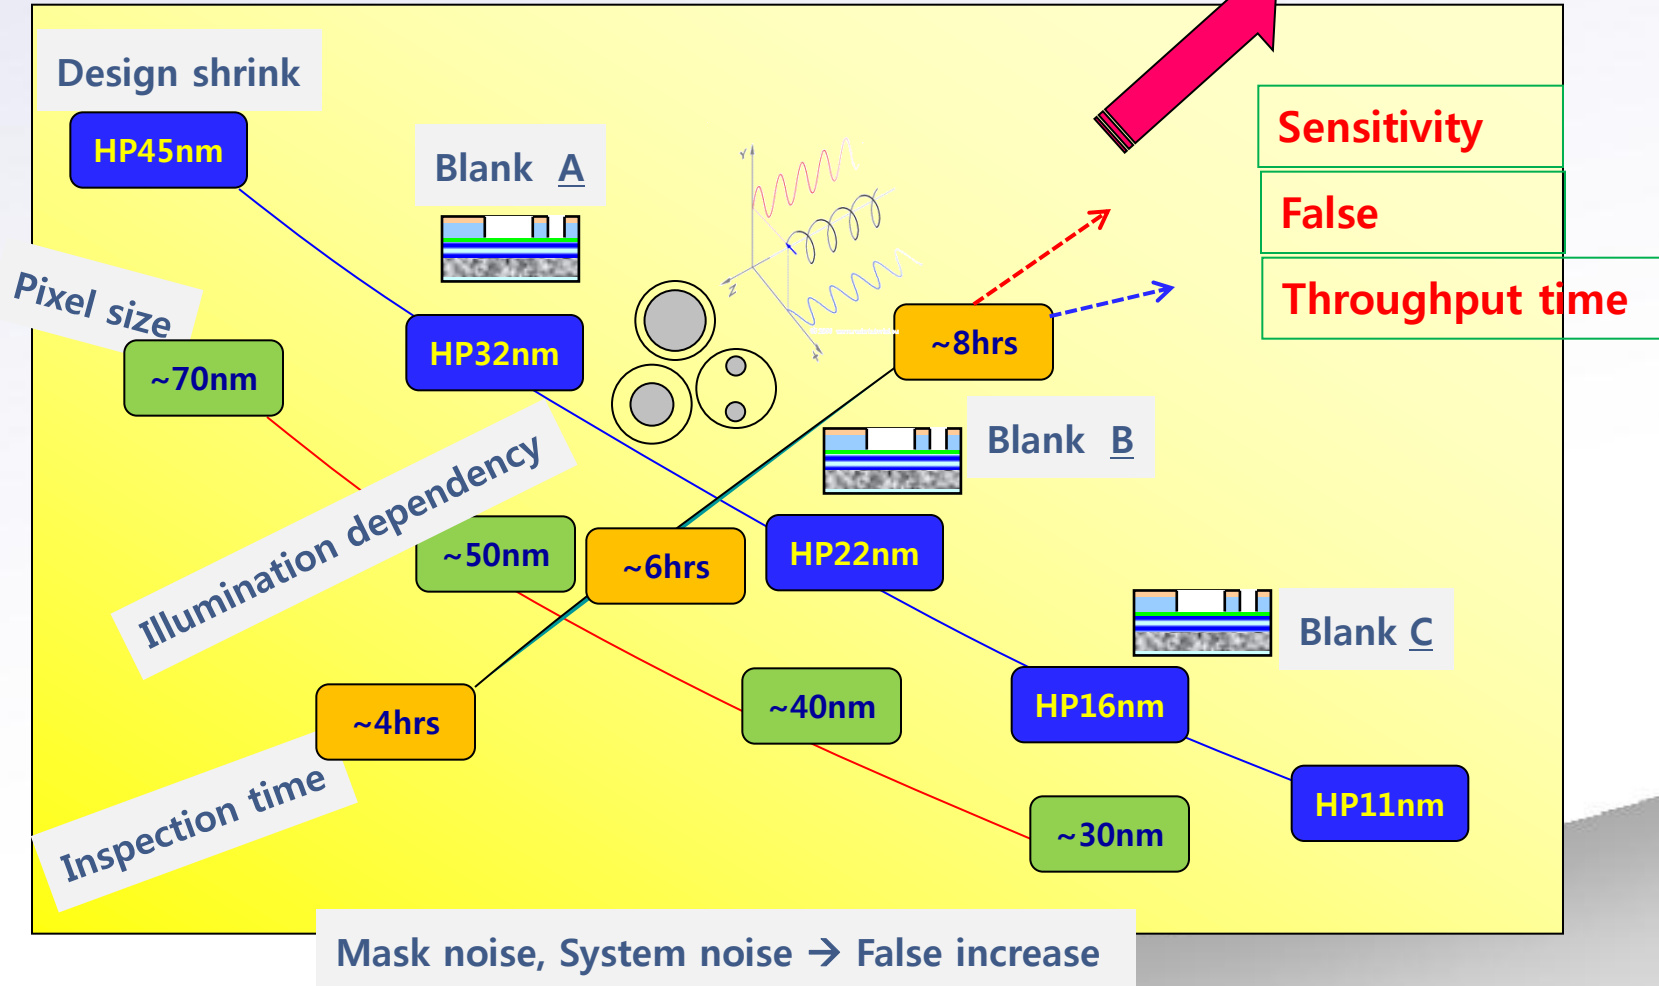 Design shrink
HP45nm
Blank A
Sensitivity
False
Throughput time
Pixel size
~70nm
HP32nm
~8hrs
Y
Z
X
Blank B
Illumination dependency
~50nm
~6hrs
HP22nm
Blank C
~4hrs
~40nm
HP16nm
Inspection time
~30nm
HP11nm
Mask noise, System noise → False increase